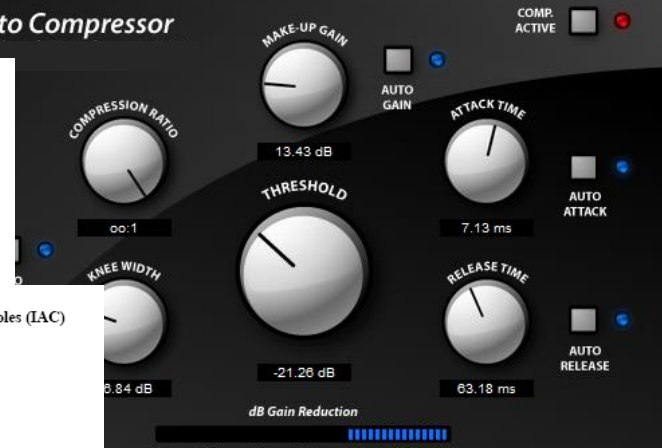 to Compressor
COMP.
ACTIVE
MAKE-UP GAIN
AUTO
GAIN
13.43 dB
COMPRESSION RATIO
oo:1
ATTACK TIME
7.13 ms
AUTO
ATTACK
THRESHOLD
-21.26 dB
KNEE WIDTH
6.84 dB
RELEASE TIME
63.18 ms
AUTO
RELEASE
oles (IAC)
dB Gain Reduction